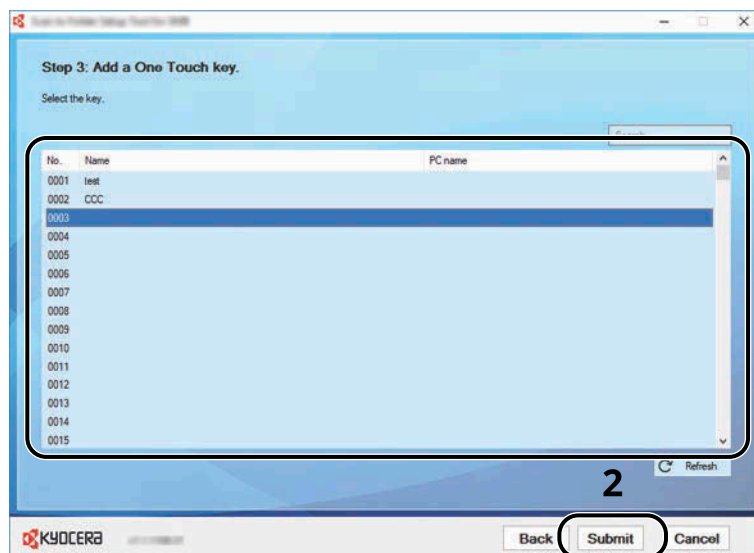 Step 3: Add a One Touch key.
Select the key.
No. Name PC name
0001 test
0002 CCC
0003
0004
0005
0006
0007
0008
0009
0010
0011
0012
0013
0014
0015
Refresh
2
KYOCERA
Back Submit Cancel